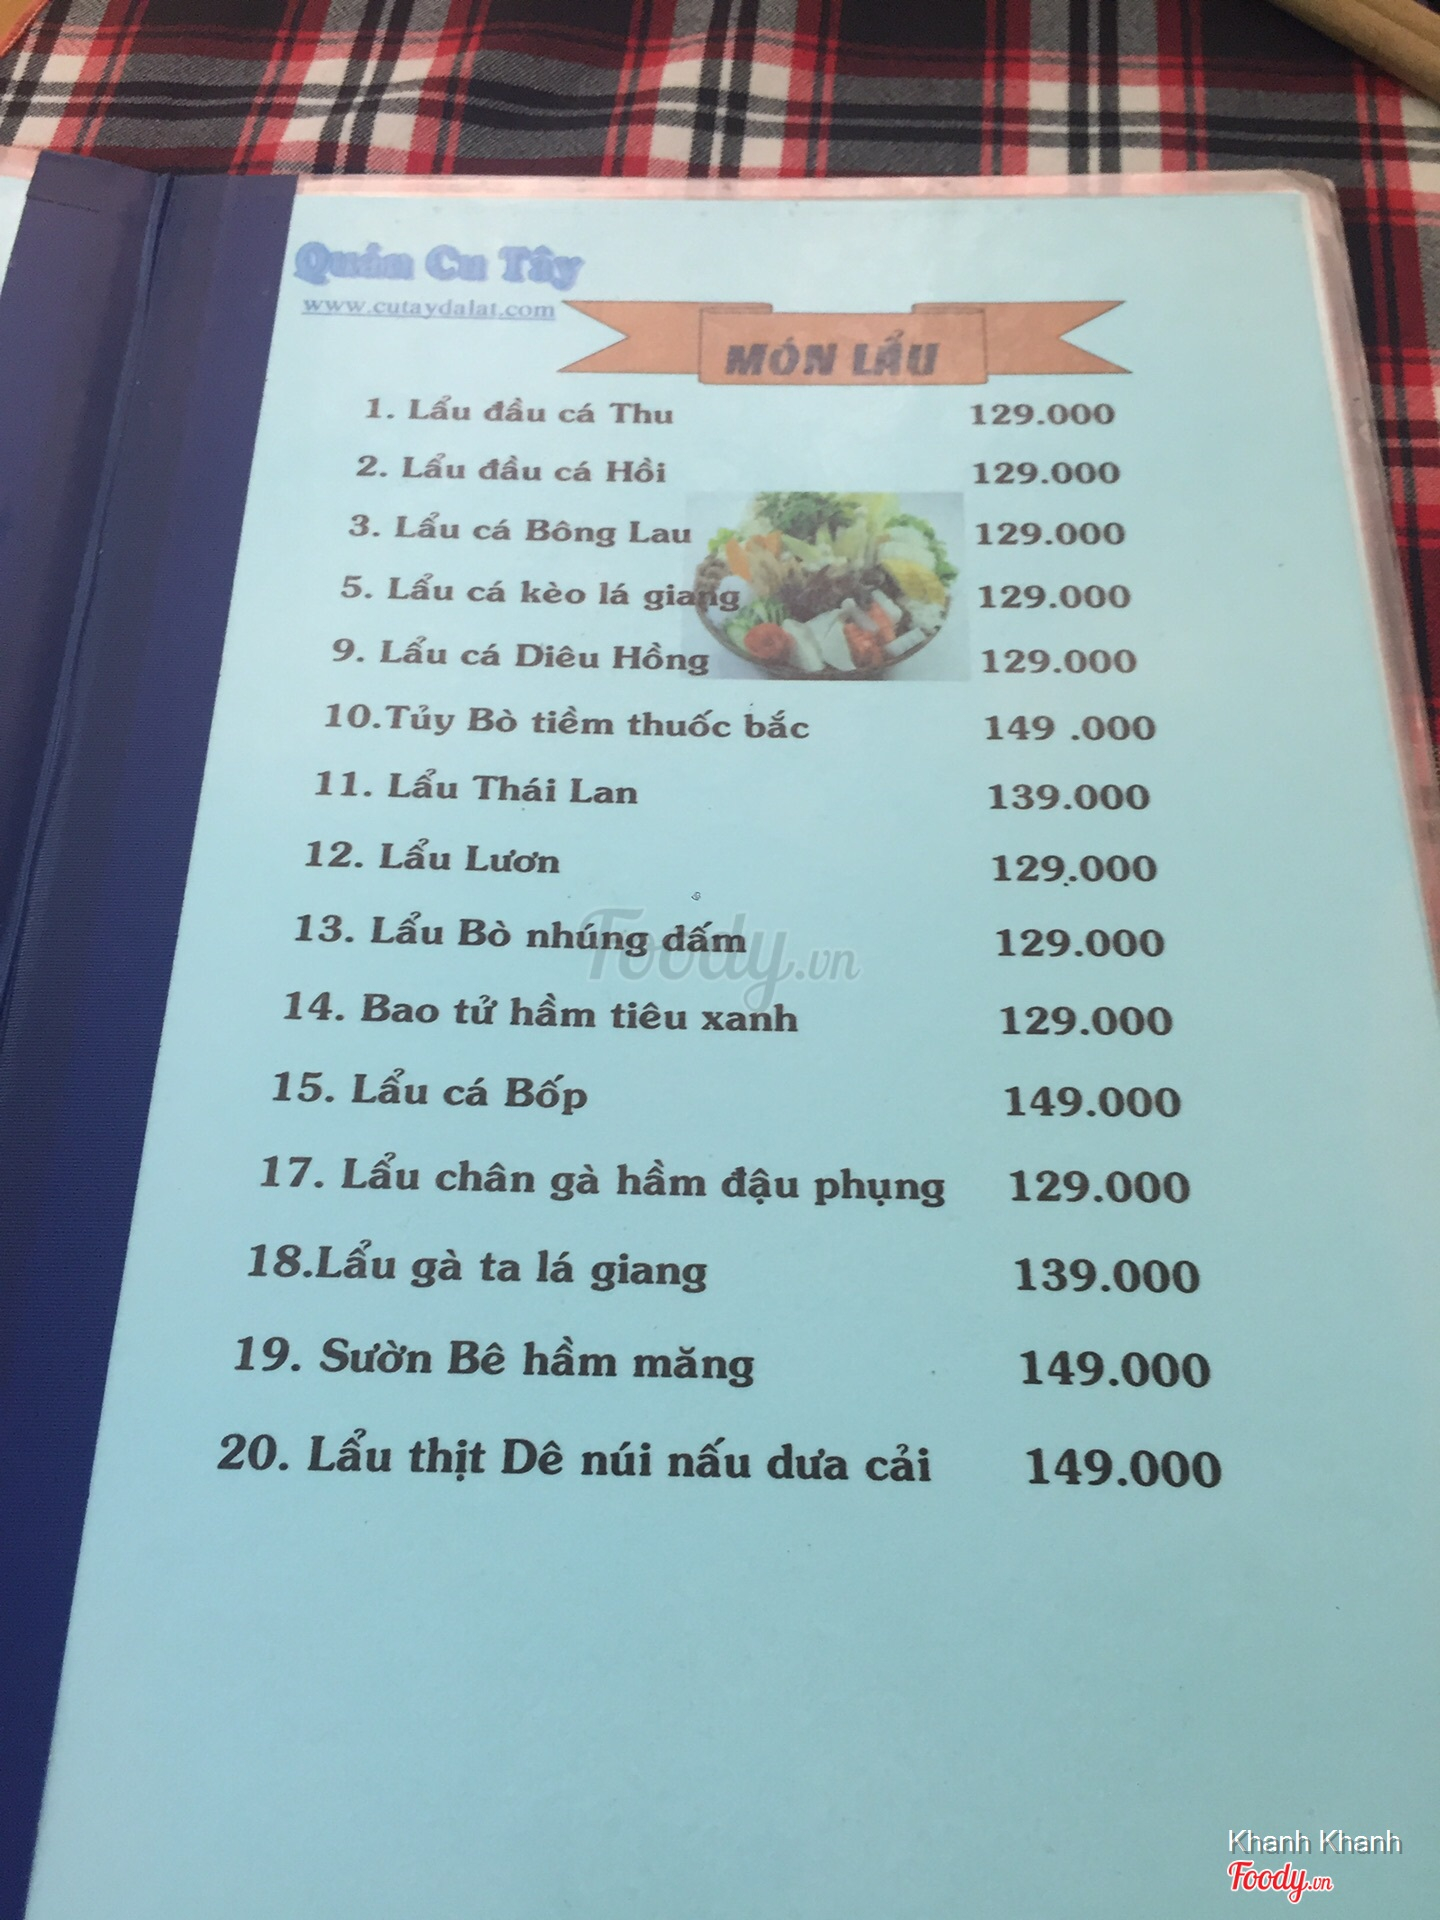 Quán Cu Tây
www.cutaydalat.com
MÓN LẨU
1. Lẩu đầu cá Thu 129.000
2. Lẩu đầu cá Hồi 129.000
3. Lẩu cá Bông Lau 129.000
5. Lẩu cá kèo lá giang 129.000
9. Lẩu cá Diêu Hồng 129.000
10.Tủy Bò tiềm thuốc bắc 149 .000
11. Lẩu Thái Lan 139.000
12. Lẩu Lươn 129.000
13. Lẩu Bò nhúng dấm 129.000
Foody.vn
14. Bao tử hầm tiêu xanh 129.000
15. Lẩu cá Bốp 149.000
17. Lẩu chân gà hầm đậu phụng 129.000
18.Lẩu gà ta lá giang 139.000
19. Sườn Bê hầm măng 149.000
20. Lẩu thịt Dê núi nấu dưa cải 149.000
Khanh Khanh
Foody.vn